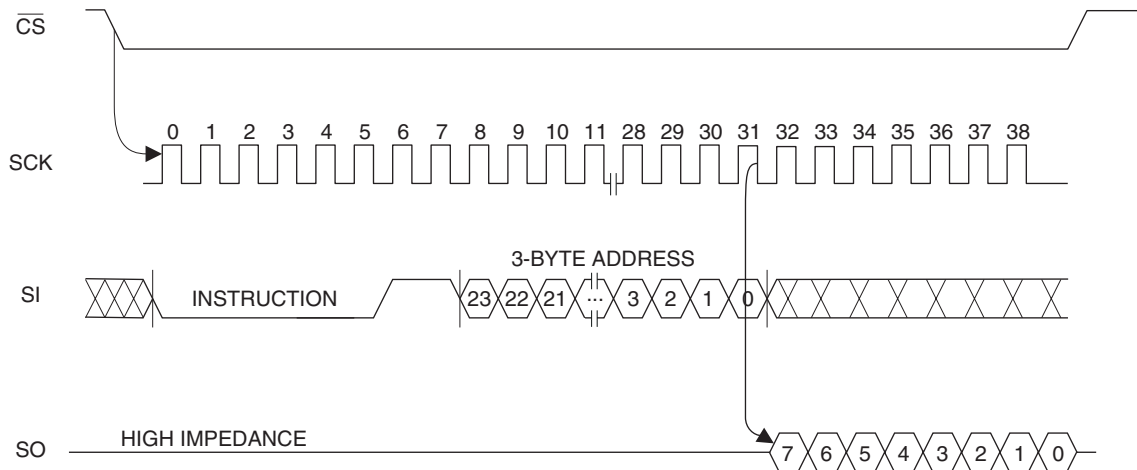 CS
0 1 2 3 4 5 6 7 8 9 10 11 28 29 30 31 32 33 34 35 36 37 38
SCK
3-BYTE ADDRESS
SI
INSTRUCTION
23 22 21 ... 3 2 1 0
HIGH IMPEDANCE
SO
7 6 5 4 3 2 1 0